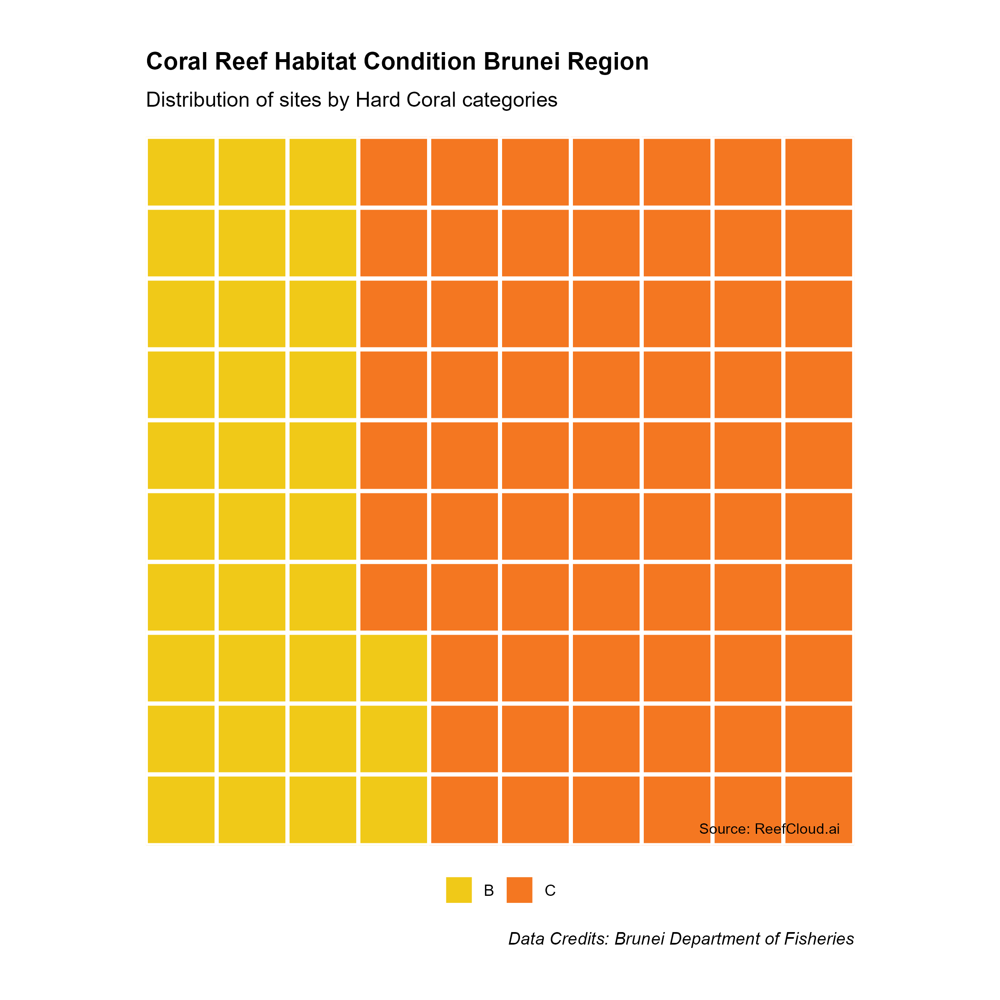 Coral Reef Habitat Condition Brunei Region
Distribution of sites by Hard Coral categories
Source: ReefCloud.ai
B C
Data Credits: Brunei Department of Fisheries